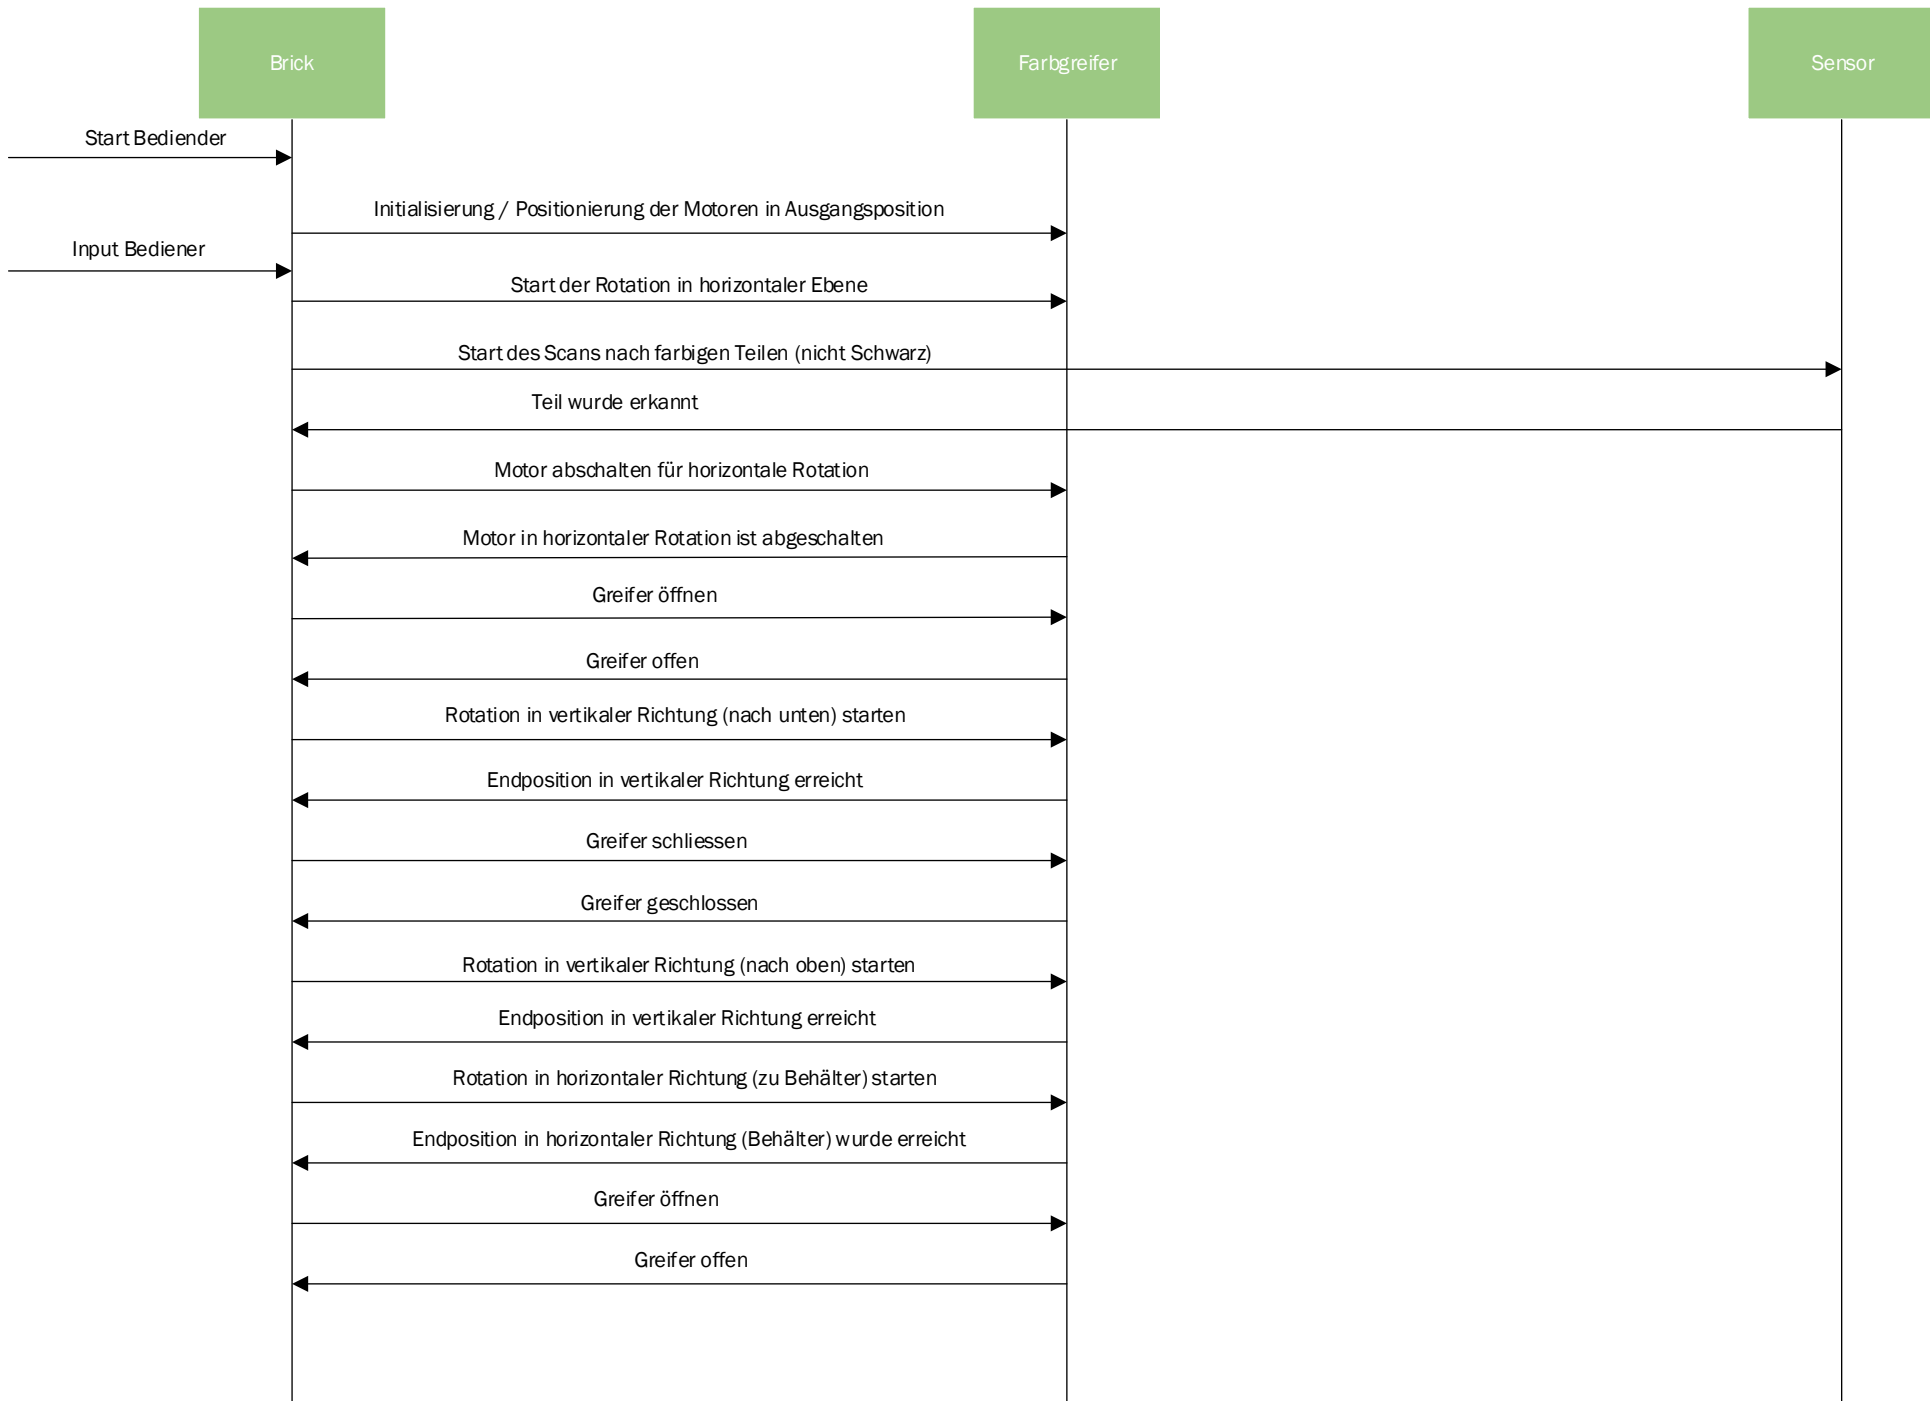 Brick
Farbgreifer
Sensor
Start Bediender
Initialisierung / Positionierung der Motoren in Ausgangsposition
Input Bediener
Start der Rotation in horizontaler Ebene
Start des Scans nach farbigen Teilen (nicht Schwarz)
Teil wurde erkannt
Motor abschalten für horizontale Rotation
Motor in horizontaler Rotation ist abgeschalten
Greifer öffnen
Greifer offen
Rotation in vertikaler Richtung (nach unten) starten
Endposition in vertikaler Richtung erreicht
Greifer schliessen
Greifer geschlossen
Rotation in vertikaler Richtung (nach oben) starten
Endposition in vertikaler Richtung erreicht
Rotation in horizontaler Richtung (zu Behälter) starten
Endposition in horizontaler Richtung (Behälter) wurde erreicht
Greifer öffnen
Greifer offen